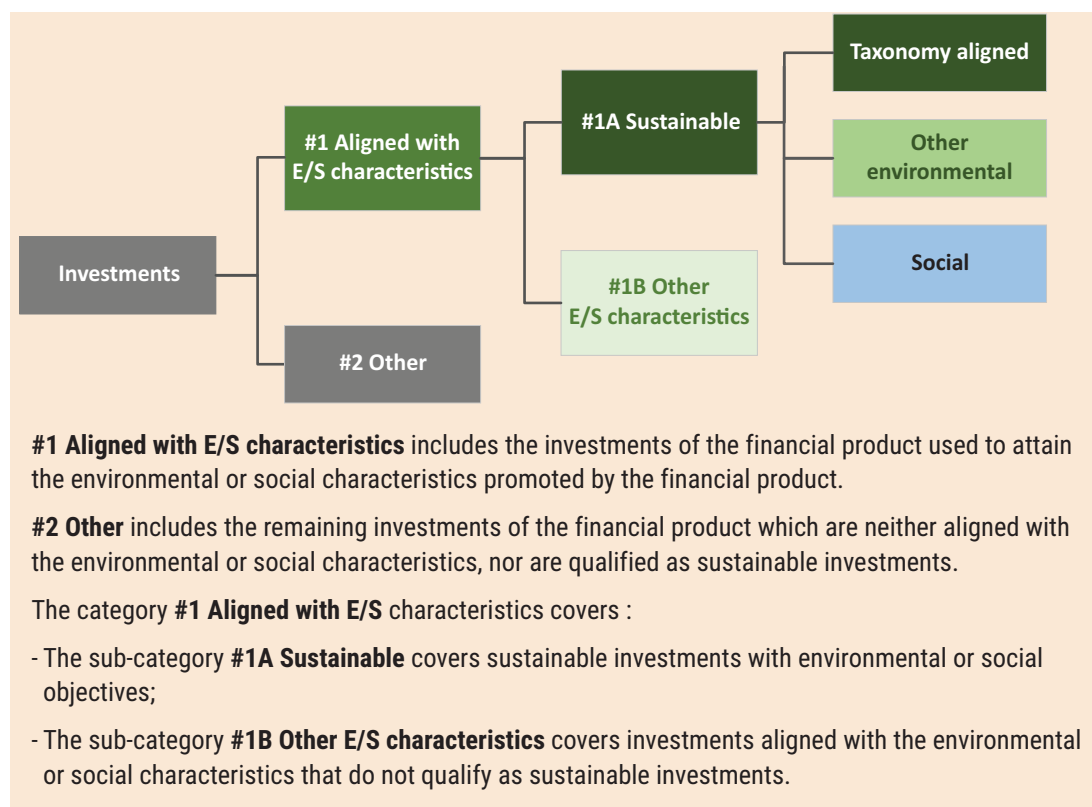 Taxonomy aligned
#1A Sustainable
#1 Aligned with
E/S characteristics
Other
environmental
Investments
Social
#1B Other
E/S characteristics
#2 Other
#1 Aligned with E/S characteristics includes the investments of the financial product used to attain
the environmental or social characteristics promoted by the financial product.
#2 Other includes the remaining investments of the financial product which are neither aligned with
the environmental or social characteristics, nor are qualified as sustainable investments.
The category #1 Aligned with E/S characteristics covers :
- The sub-category #1A Sustainable covers sustainable investments with environmental or social
objectives;
- The sub-category #1B Other E/S characteristics covers investments aligned with the environmental
or social characteristics that do not qualify as sustainable investments.